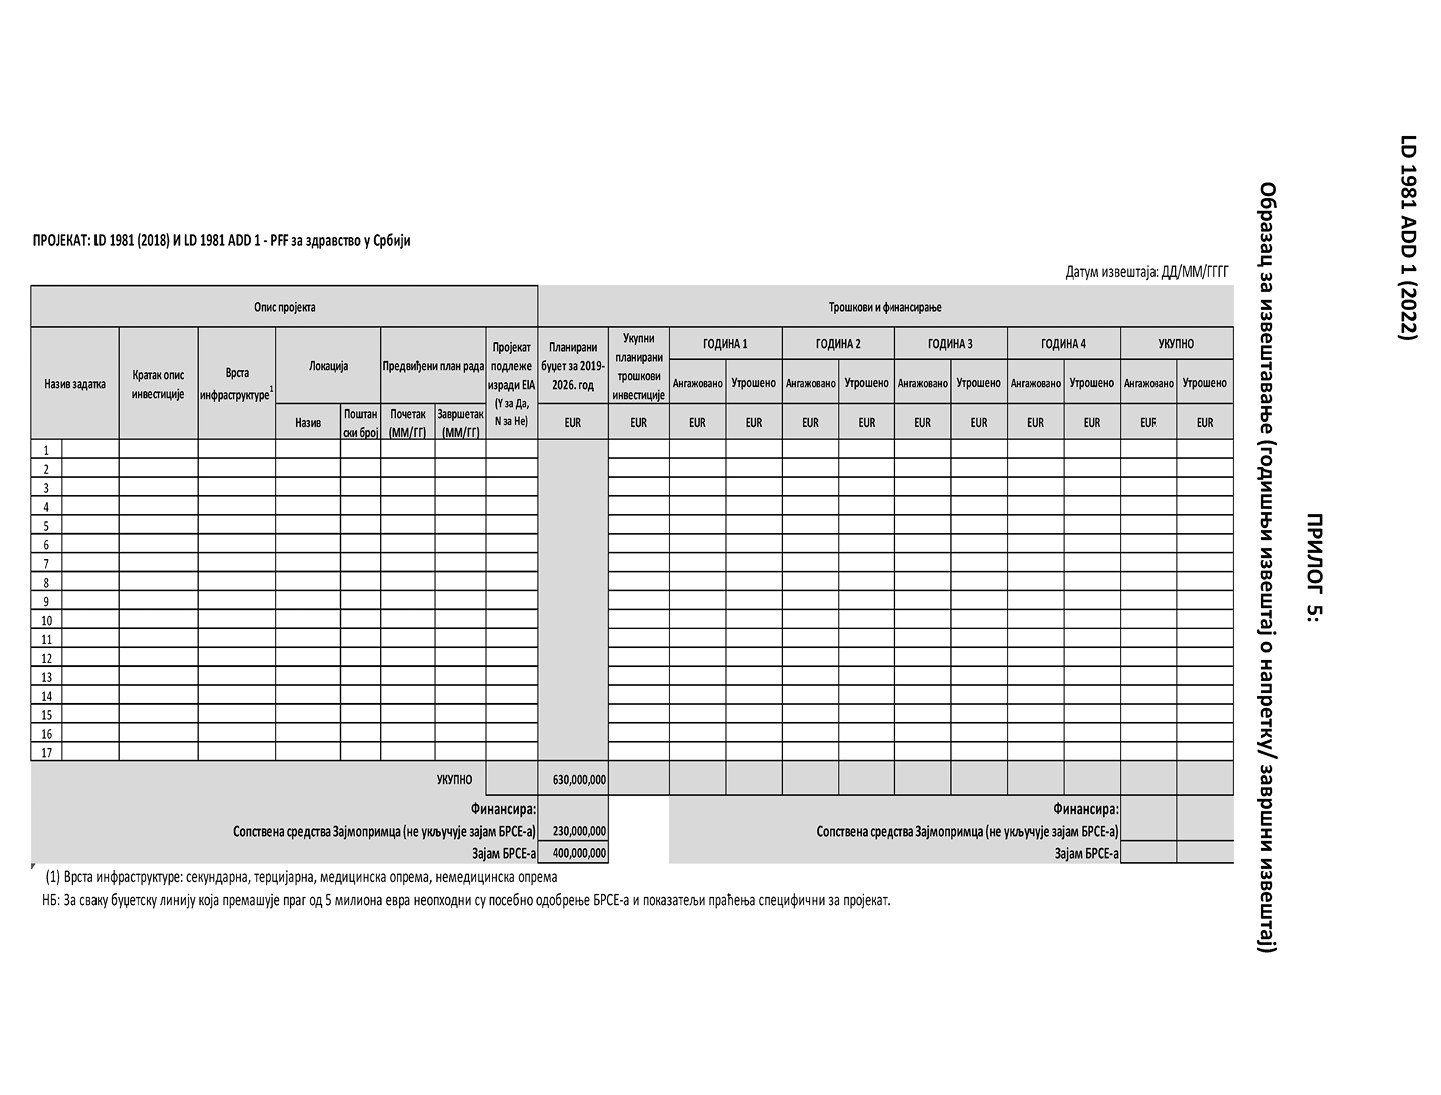 LD 1981 ADD 1 (2022)
ПРИЛОГ 5:
Образац за извештавање (годишњи извештај о напретку/ завршни извештај)
ПРОЈЕКАТ: LD 1981 (2018) И LD 1981 ADD 1 - PFF за здравство у Србији
Датум извештаја: ДД/ММ/ГГГГ
Опис пројекта
Трошкови и финансирање
Назив задатка
Кратак опис
инвестиције
Врста
инфраструктуре1
Локација
Предвиђени план рада
Пројекат
подлеже
изради EIA
(Y за Да,
N за Не)
Планирани
буџет за 2019-
2026. год
Укупни
планирани
трошкови
инвестиције
ГОДИНА 1
ГОДИНА 2
ГОДИНА 3
ГОДИНА 4
УКУПНО
Ангажовано Утрошено Ангажовано Утрошено Ангажовано Утрошено Ангажовано Утрошено Ангажовано Утрошено
Назив
Поштан
ски број
Почетак
(ММ/ГГ)
Завршетак
(ММ/ГГ)
EUR EUR EUR EUR EUR EUR EUR EUR EUR EUR EUR EUR
1
2
3
4
5
6
7
8
9
10
11
12
13
14
15
16
17
УКУПНО 630,000,000
Финансира: Финансира:
Сопствена средства Зајмопримца (не укључује зајам БРСЕ-а) 230,000,000 Сопствена средства Зајмопримца (не укључује зајам БРСЕ-а)
Зајам БРСЕ-а 400,000,000 Зајам БРСЕ-а
(1) Врста инфраструктуре: секундарна, терцијарна, медицинска опрема, немедицинска опрема
НБ: За сваку буџетску линију која премашује праг од 5 милиона евра неопходни су посебно одобрење БРСЕ-а и показатељи праћења специфични за пројекат.